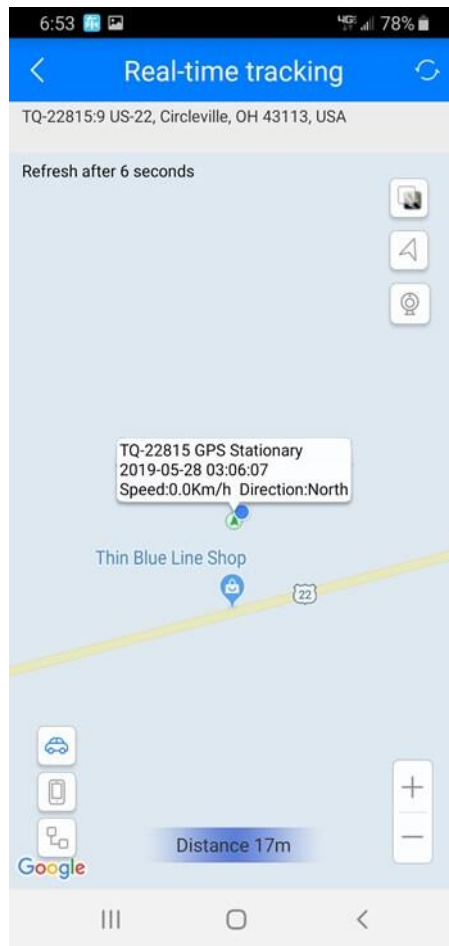 6:53 78%
Real-time tracking
TQ-22815:9 US-22, Circleville, OH 43113, USA
Refresh after 6 seconds
TQ-22815 GPS Stationary
2019-05-28 03:06:07
Speed:0.0Km/h Direction:North
Thin Blue Line Shop
22
Distance 17m
Google